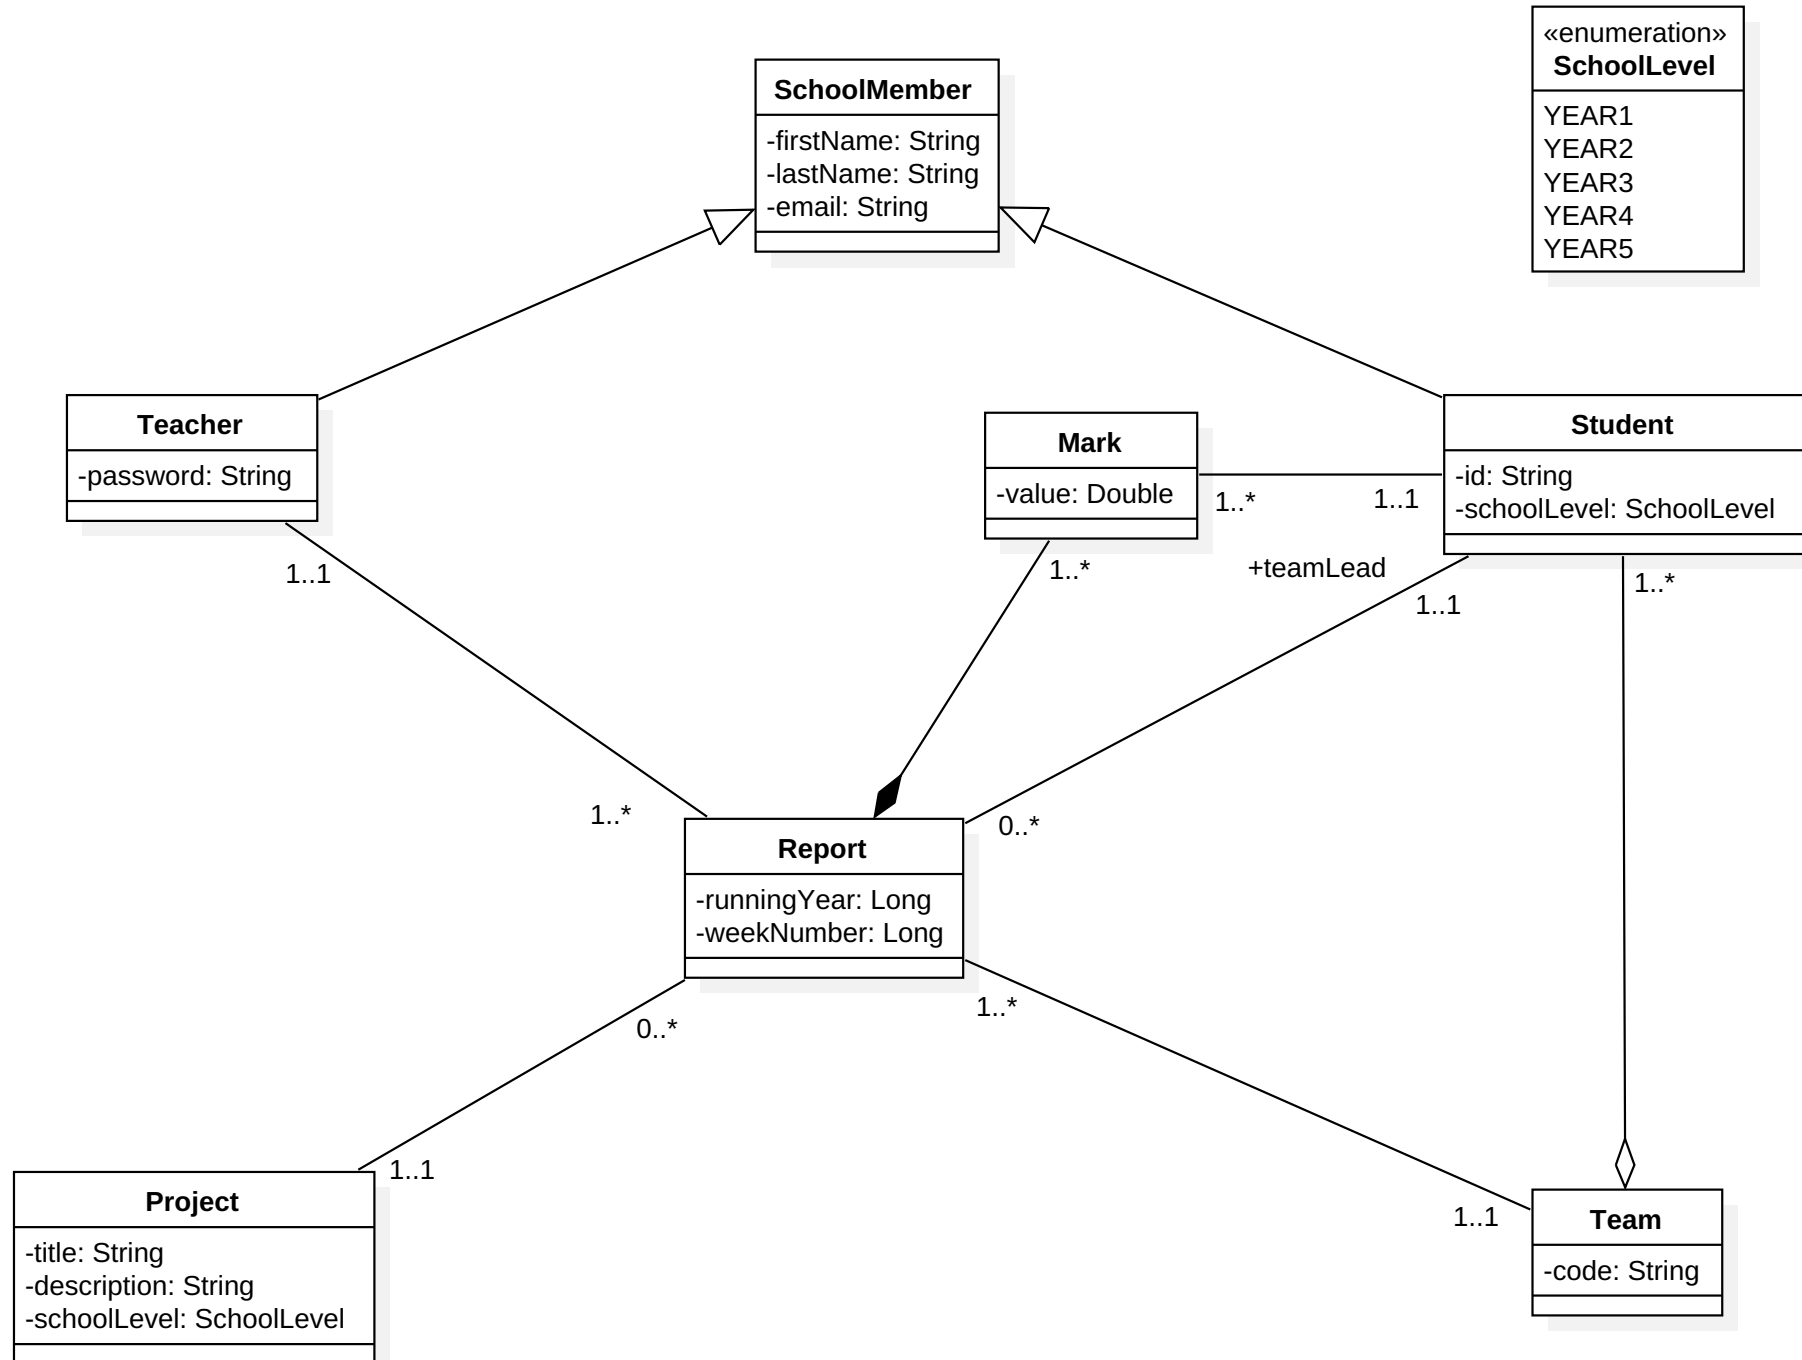 «enumeration»
SchoolLevel
YEAR1
YEAR2
YEAR3
YEAR4
YEAR5
SchoolMember
-firstName: String
-lastName: String
-email: String
Teacher
-password: String
1..1
Mark
-value: Double
1..*
1..1
1..*
Student
-id: String
-schoolLevel: SchoolLevel
+teamLead
1..1
1..*
1..*
0..*
Report
-runningYear: Long
-weekNumber: Long
0..*
1..*
1..1
1..1
Project
-title: String
-description: String
-schoolLevel: SchoolLevel
Team
-code: String